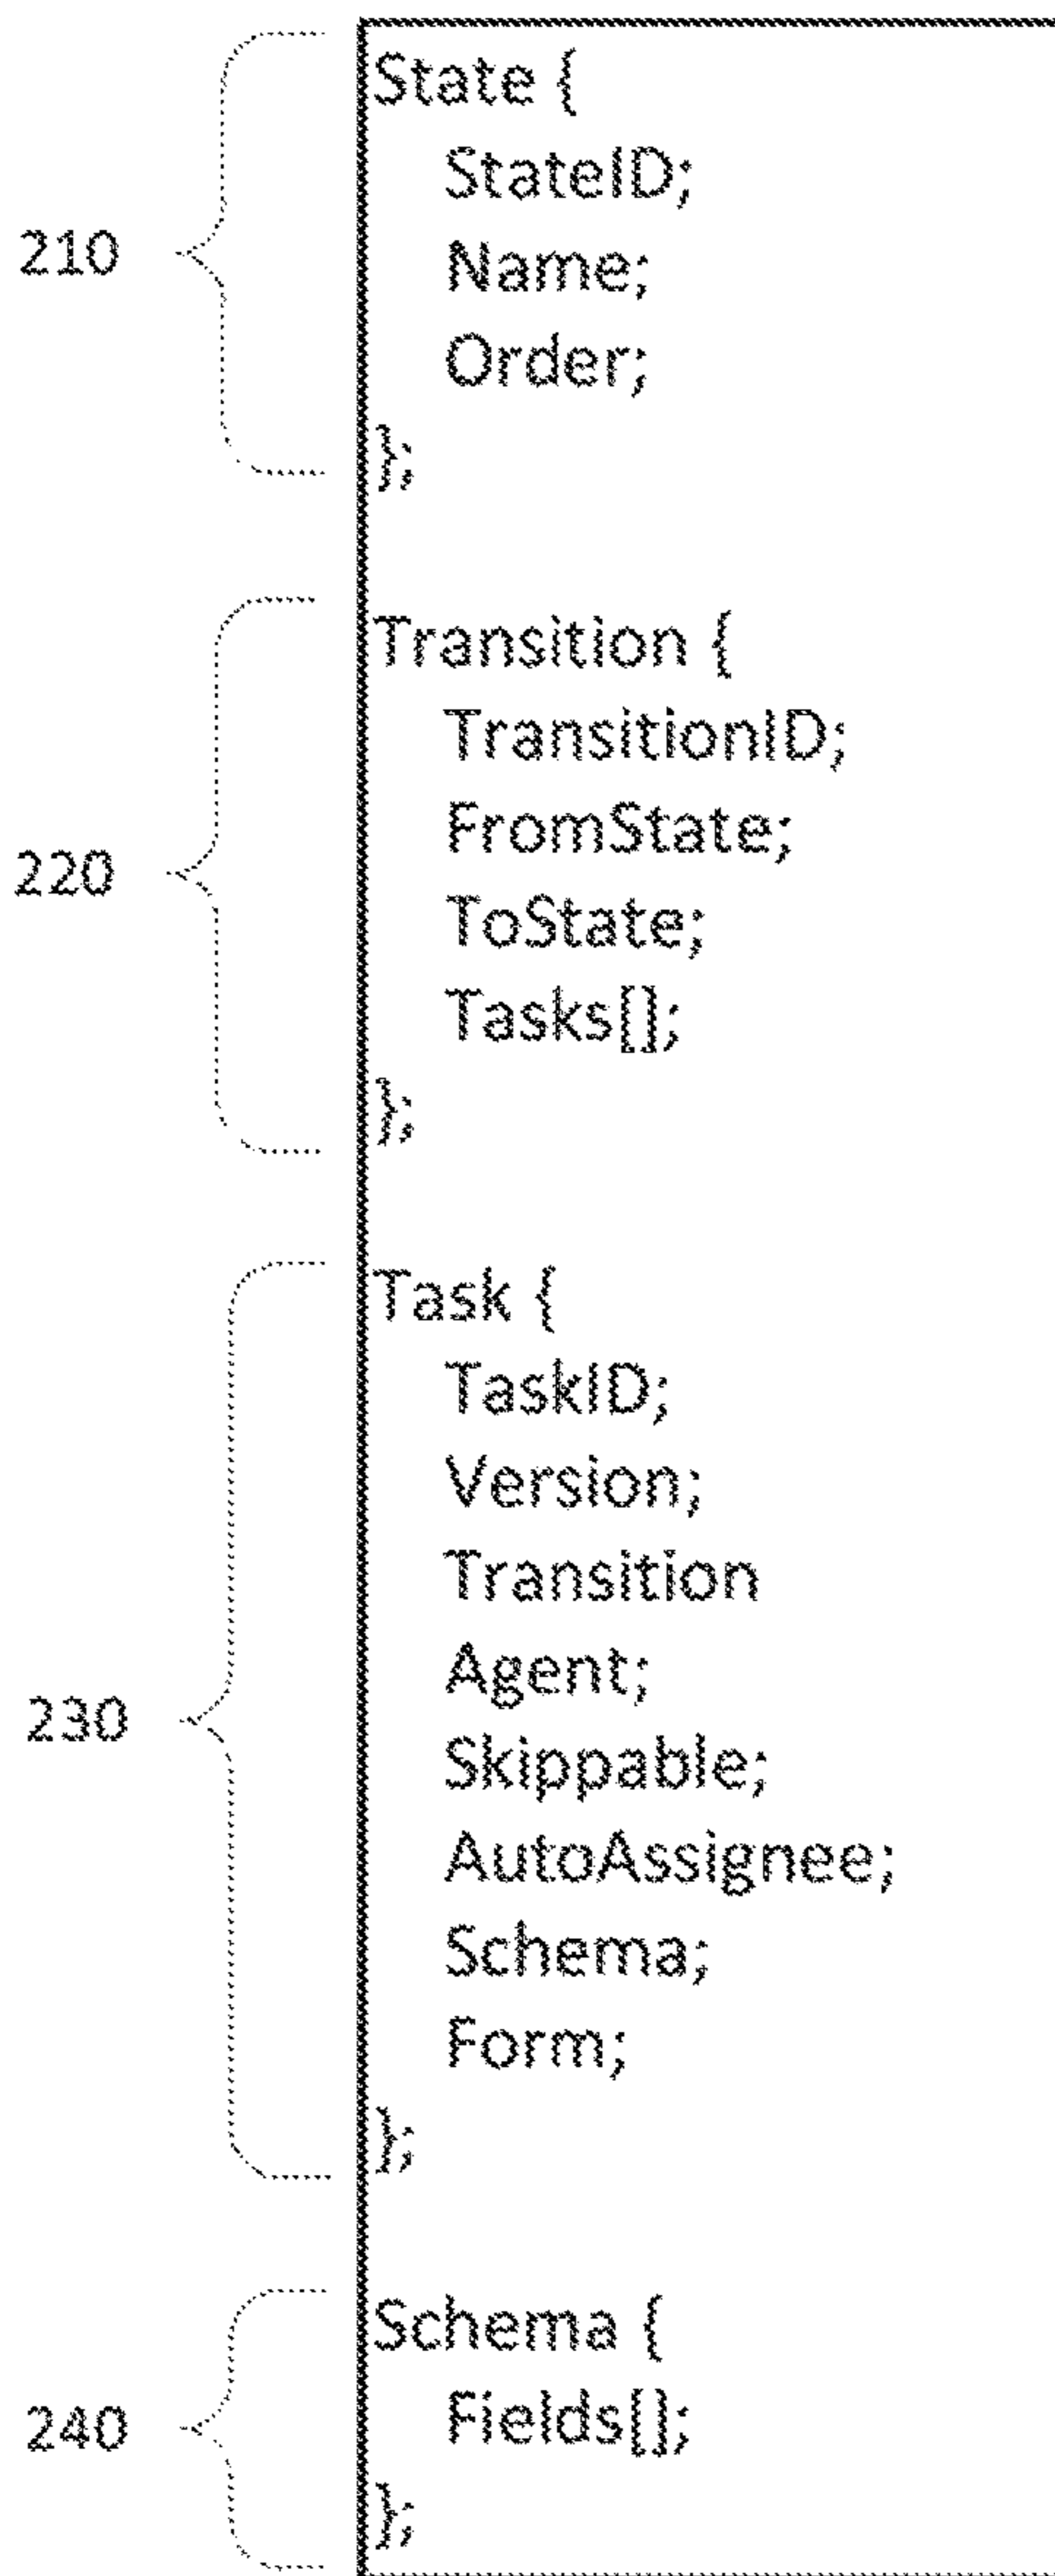 State {
StateID;
210
Name;
Order;
};
Transition {
TransitionID;
FromState;
220
ToState;
Tasks[];
};
Task {
TaskID;
Version;
Transition
Agent;
230
Skippable;
AutoAssignee;
Schema;
Form;
};
Schema {
240
Fields[];
};